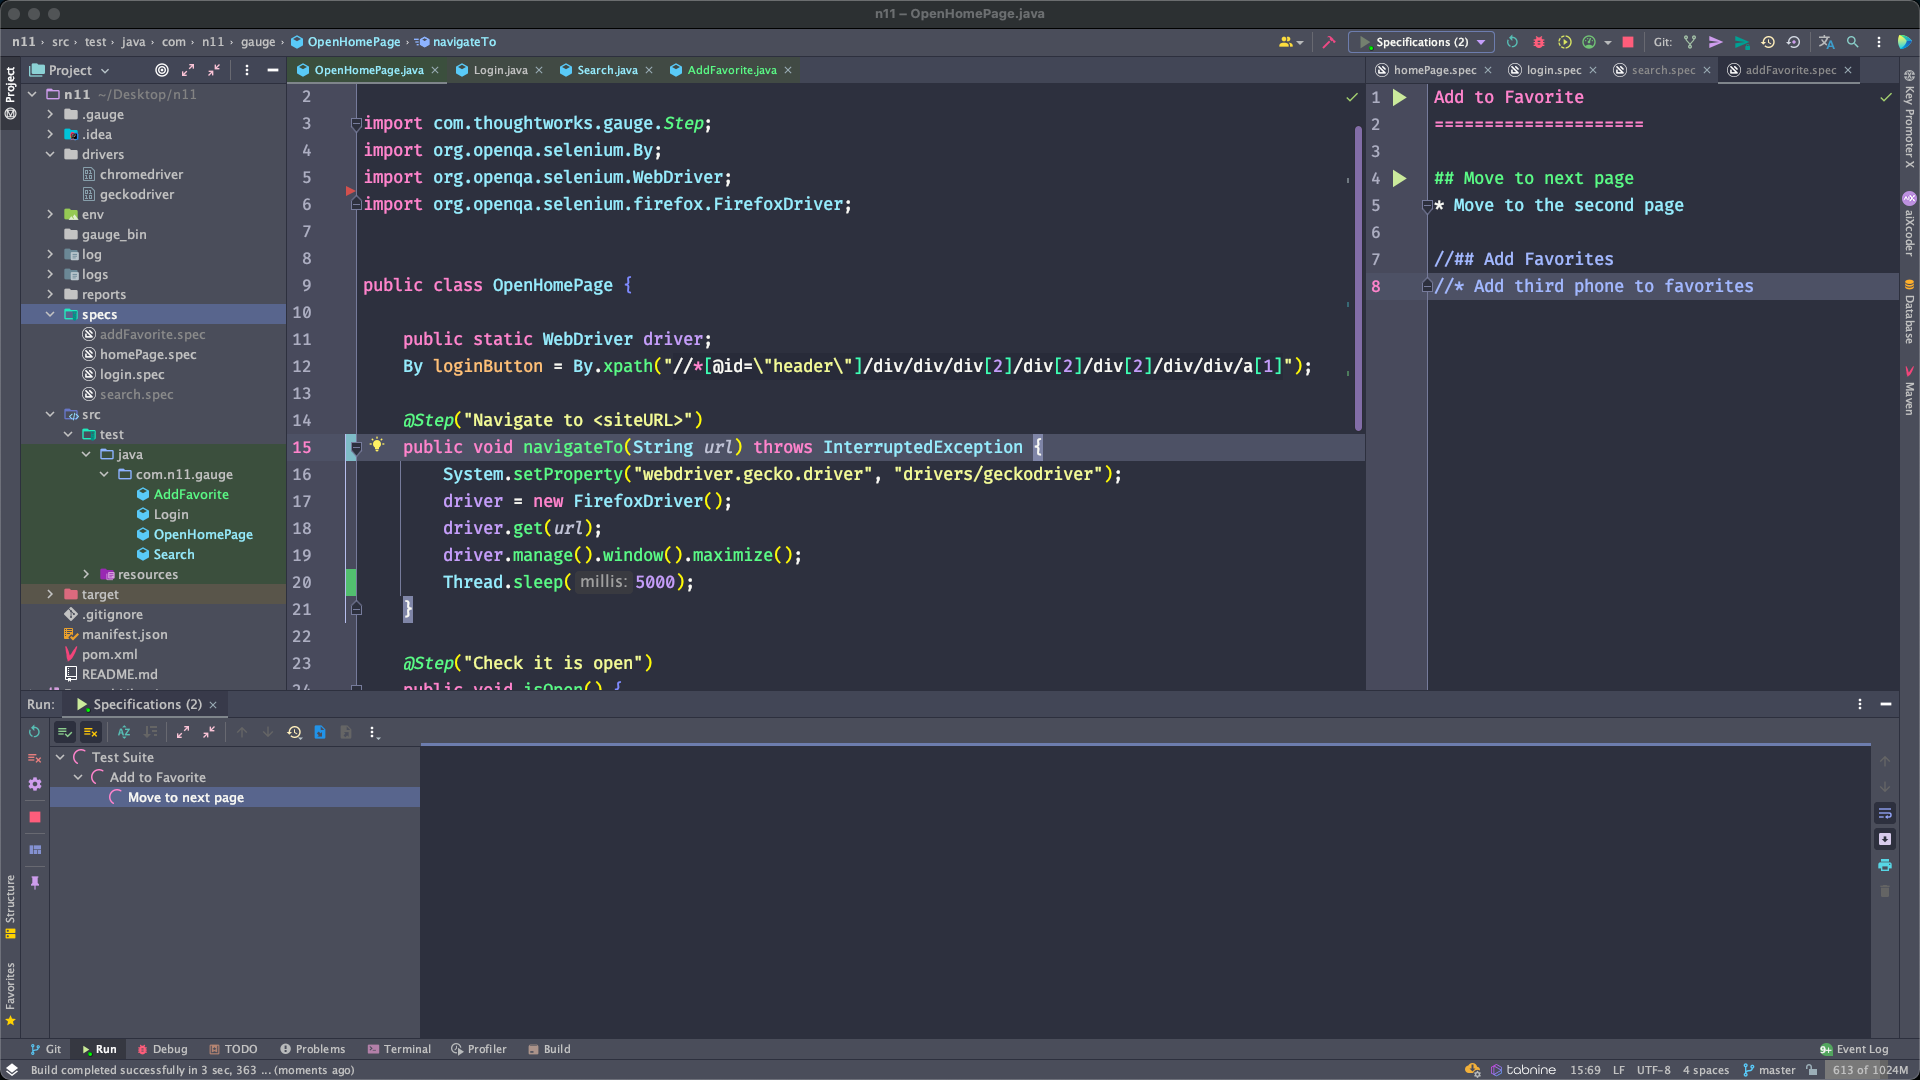 n11 – OpenHomePage.java
n11 › src › test › java › com › n11 › gauge › OpenHomePage › navigateTo
Specifications (2)
Git:
Project
OpenHomePage.java
Login.java
Search.java
AddFavorite.java
homePage.spec
login.spec
search.spec
addFavorite.spec
Project
n11 ~/Desktop/n11
.gauge
.idea
drivers
chromedriver
geckodriver
env
gauge_bin
log
logs
reports
specs
addFavorite.spec
homePage.spec
login.spec
search.spec
src
test
java
com.n11.gauge
AddFavorite
Login
OpenHomePage
Search
resources
target
.gitignore
manifest.json
pom.xml
README.md
2
3 import com.thoughtworks.gauge.Step;
4 import org.openqa.selenium.By;
5 import org.openqa.selenium.WebDriver;
6 import org.openqa.selenium.firefox.FirefoxDriver;
7
8
9 public class OpenHomePage {
10
11 public static WebDriver driver;
12 By loginButton = By.xpath("//*[@id=\"header\"]/div/div/div[2]/div[2]/div[2]/div/div/a[1]");
13
14 @Step("Navigate to <siteURL>")
15 public void navigateTo(String url) throws InterruptedException {
16 System.setProperty("webdriver.gecko.driver", "drivers/geckodriver");
17 driver = new FirefoxDriver();
18 driver.get(url);
19 driver.manage().window().maximize();
20 Thread.sleep( millis: 5000);
21 }
22
23 @Step("Check it is open")
24 public void isOpen() {
1 Add to Favorite
2 =====================
3
4 ## Move to next page
5 * Move to the second page
6
7 //## Add Favorites
8 //* Add third phone to favorites
Key Promoter X
aiXcoder
Database
Maven
Run:
Specifications (2)
Test Suite
Add to Favorite
Move to next page
Structure
Favorites
Git
Run
Debug
TODO
Problems
Terminal
Profiler
Build
9+ Event Log
Build completed successfully in 3 sec, 363 ... (moments ago)
tabnine
15:69
LF
UTF-8
4 spaces
master
613 of 1024M